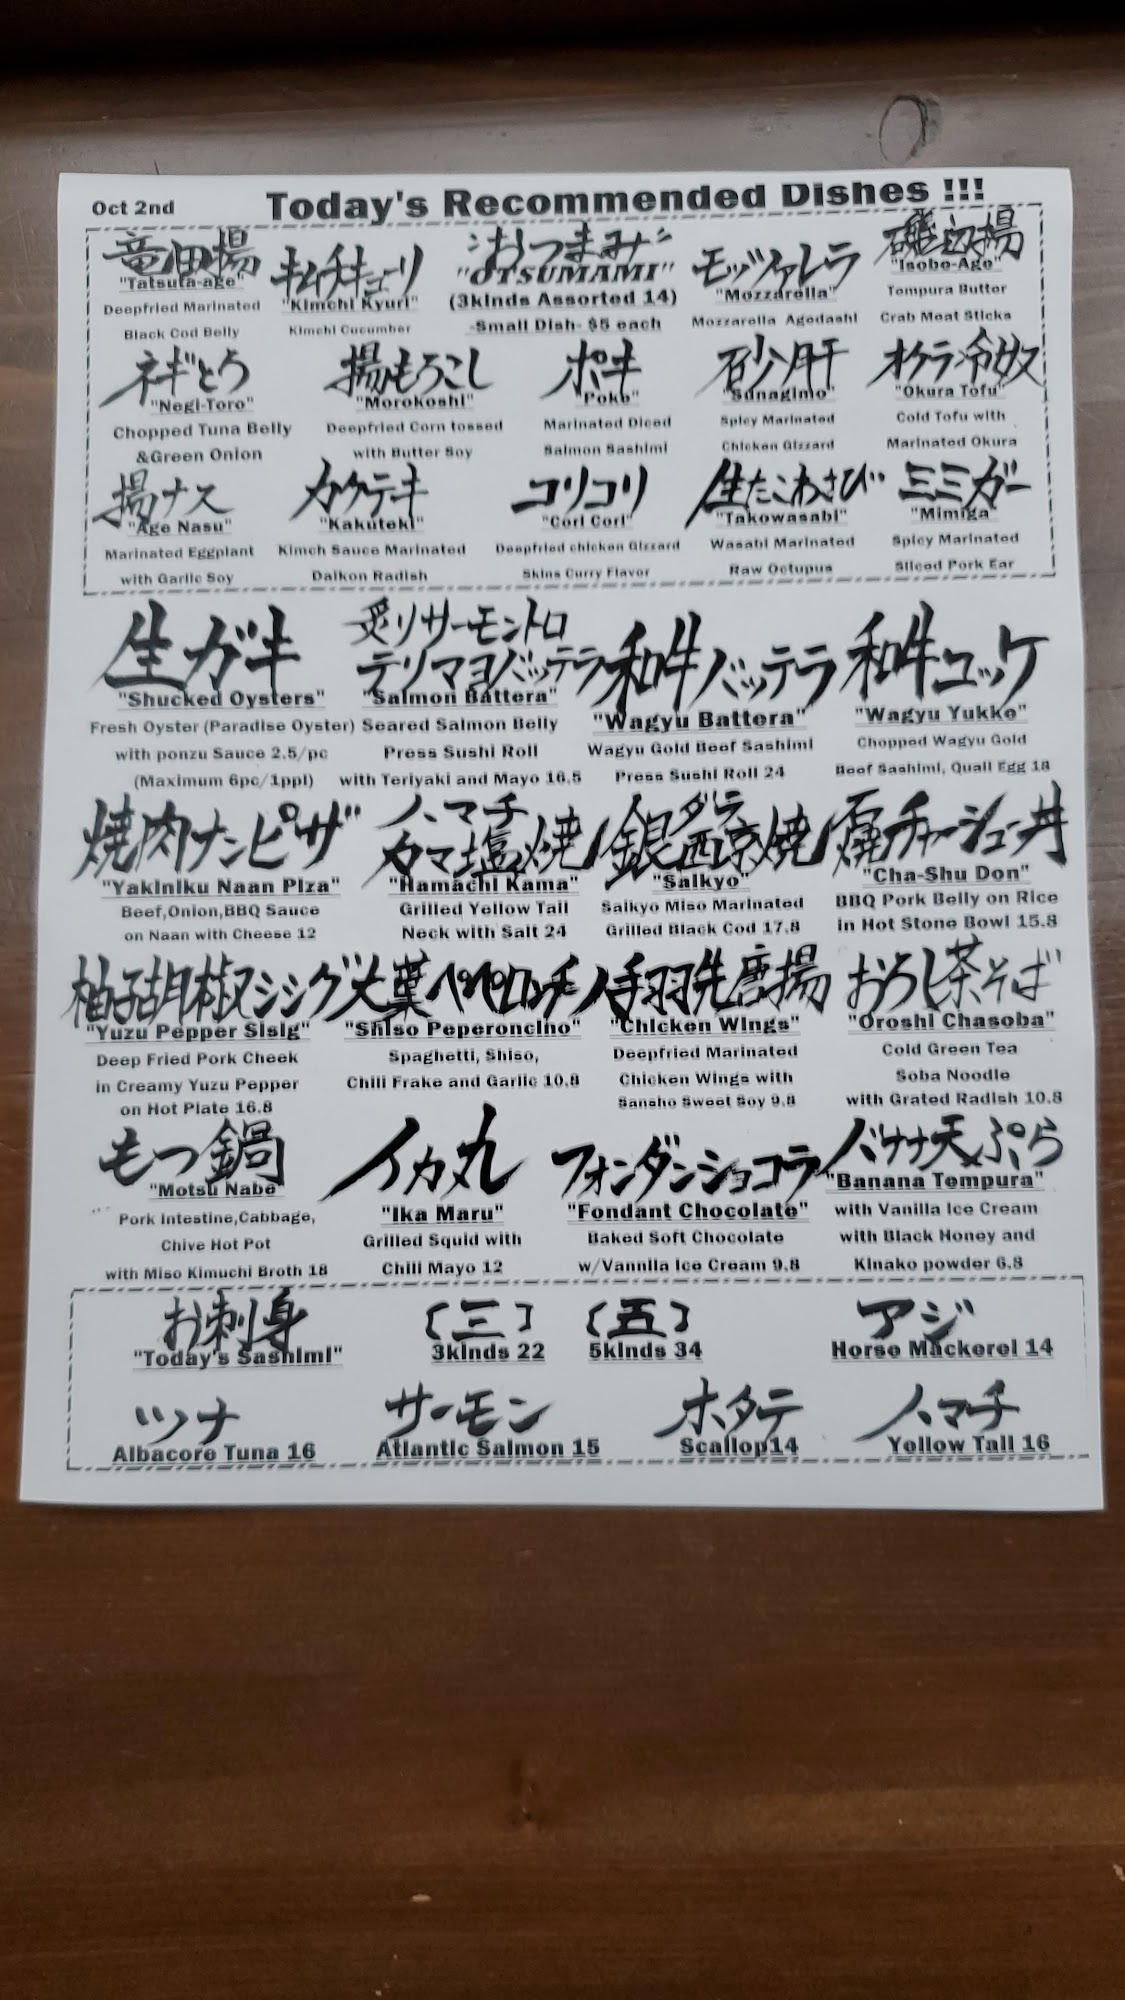 Oct 2nd
Today's Recommended Dishes !!!
竜田揚
"Tatsuta-age"
Deepfried Marinated
Black Cod Belly
キムチキューリ
"Kimchi Kyuri"
Kimchi Cucumber
おつまみ
"OTSUMAMI"
(3kinds Assorted 14)
-Small Dish- $5 each
モッツァレラ
"Mozzarella"
Mozzarella Agedashi
磯辺揚
"Isobe-Age"
Tempura Butter
Crab Meat Sticks
ネギとろ
"Negi-Toro"
Chopped Tuna Belly
&Green Onion
揚もろこし
"Morokoshi"
Deepfried Corn tossed
with Butter Soy
ポキ
"Poke"
Marinated Diced
Salmon Sashimi
砂肝
"Sunagimo"
Spicy Marinated
Chicken Gizzard
オクラ冷奴
"Okura Tofu"
Cold Tofu with
Marinated Okura
揚ナス
"Age Nasu"
Marinated Eggplant
with Garlic Soy
カクテキ
"Kakuteki"
Kimch Sauce Marinated
Daikon Radish
コリコリ
"Cori Cori"
Deepfried chicken Gizzard
Skins Curry Flavor
生たこわさび
"Takowasabi"
Wasabi Marinated
Raw Octupus
ミミガー
"Mimiga"
Spicy Marinated
Sliced Pork Ear
生ガキ
"Shucked Oysters"
Fresh Oyster (Paradise Oyster)
with ponzu Sauce 2.5/pc
(Maximum 6pc/1ppl)
炙りサーモントロ
テリマヨバッテラ
"Salmon Battera"
Seared Salmon Belly
Press Sushi Roll
with Teriyaki and Mayo 16.5
和牛バッテラ
"Wagyu Battera"
Wagyu Gold Beef Sashimi
Press Sushi Roll 24
和牛ユッケ
"Wagyu Yukke"
Chopped Wagyu Gold
Beef Sashimi, Quail Egg 18
焼肉ナンピザ
"Yakiniku Naan Piza"
Beef,Onion,BBQ Sauce
on Naan with Cheese 12
ハマチ
カマ塩焼
"Hamachi Kama"
Grilled Yellow Tail
Neck with Salt 24
銀ダラ西京焼
"Saikyo"
Saikyo Miso Marinated
Grilled Black Cod 17.8
チャーシュー丼
"Cha-Shu Don"
BBQ Pork Belly on Rice
in Hot Stone Bowl 15.8
柚子胡椒シシグ
"Yuzu Pepper Sisig"
Deep Fried Pork Cheek
in Creamy Yuzu Pepper
on Hot Plate 16.8
大葉ペペロンチーノ
"Shiso Peperoncino"
Spaghetti, Shiso,
Chili Frake and Garlic 10.8
手羽先唐揚
"Chicken Wings"
Deepfried Marinated
Chicken Wings with
Sansho Sweet Soy 9.8
おろし茶そば
"Oroshi Chasoba"
Cold Green Tea
Soba Noodle
with Grated Radish 10.8
もつ鍋
"Motsu Nabe"
Pork Intestine,Cabbage,
Chive Hot Pot
with Miso Kimuchi Broth 18
イカ丸
"Ika Maru"
Grilled Squid with
Chili Mayo 12
フォンダンショコラ
"Fondant Chocolate"
Baked Soft Chocolate
w/Vannila Ice Cream 9.8
バナナ天ぷら
"Banana Tempura"
with Vanilla Ice Cream
with Black Honey and
Kinako powder 6.8
お刺身
"Today's Sashimi"
〔三〕
3kinds 22
〔五〕
5kinds 34
アジ
Horse Mackerel 14
ツナ
Albacore Tuna 16
サーモン
Atlantic Salmon 15
ホタテ
Scallop14
ハマチ
Yellow Tail 16